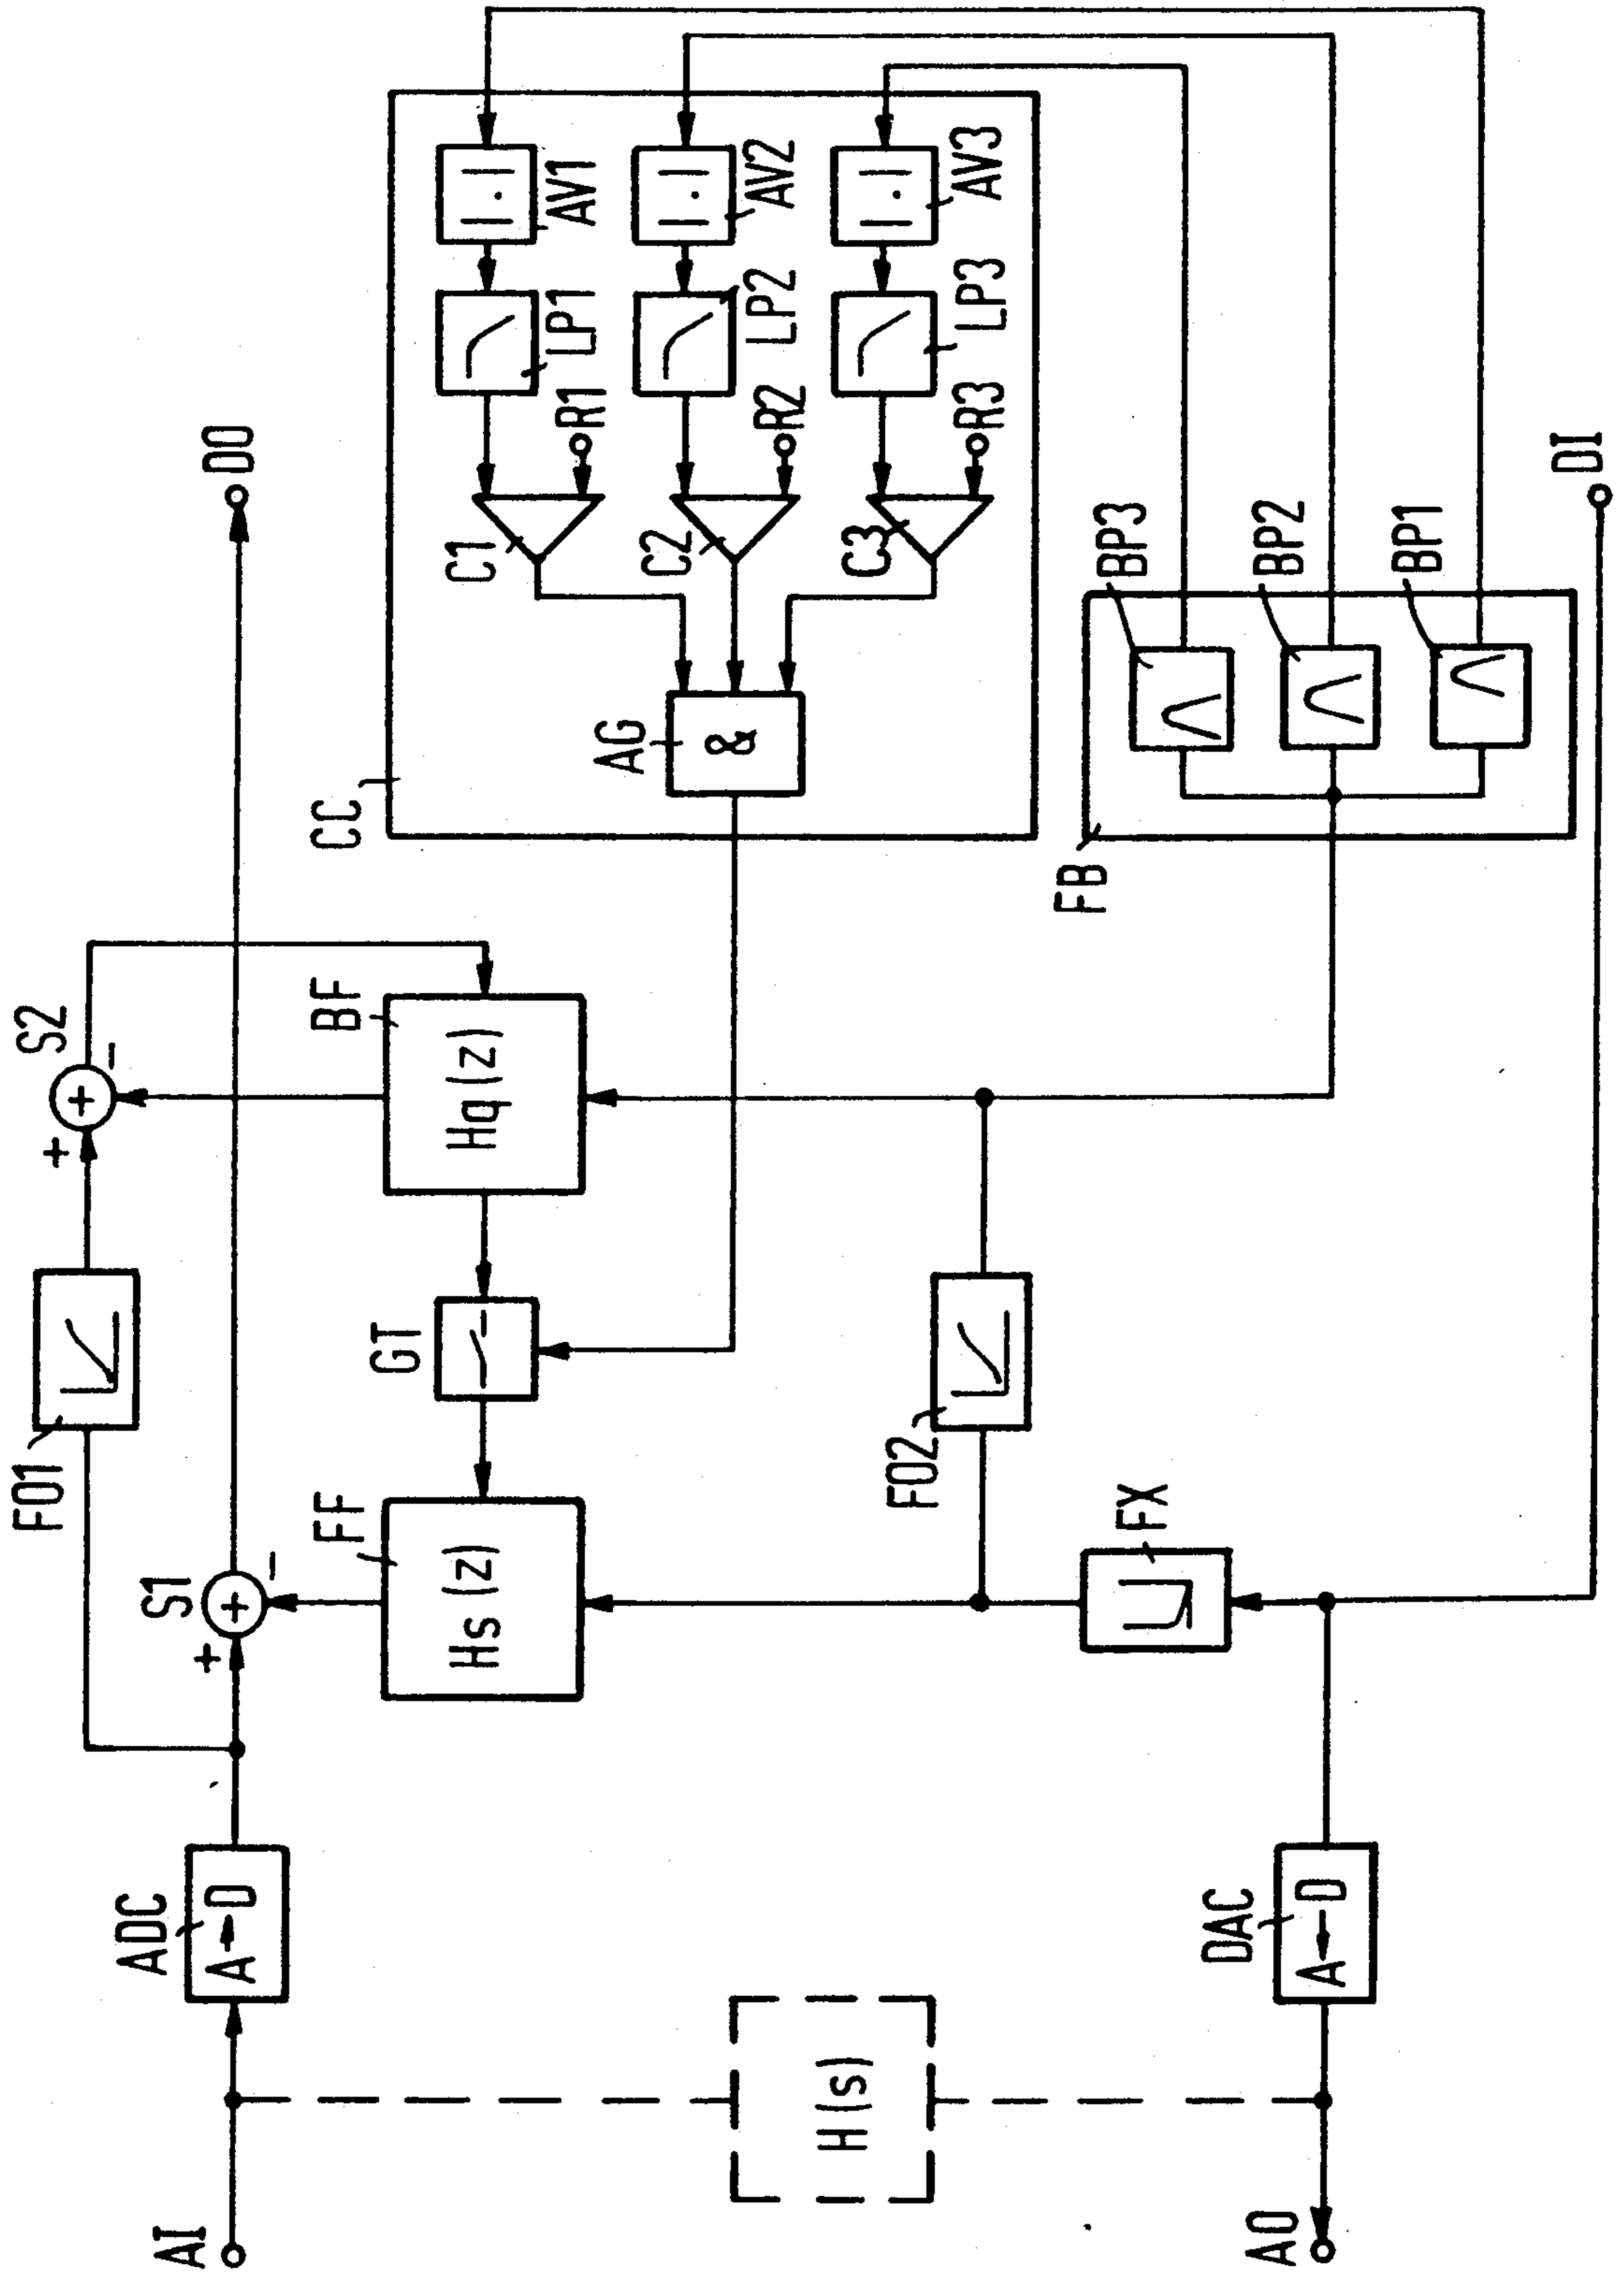 AI
ADC
A→D
S1
+
+
−
DO
FO1
S2
+
+
−
FF
Hs(z)
GT
BF
Hq(z)
CC
AG
&
C1
R1
LP1
AV1
|·|
C2
R2
LP2
AV2
|·|
C3
R3
LP3
AV3
|·|
H(s)
FO2
FX
FB
BP3
BP2
BP1
AO
DAC
A←D
DI